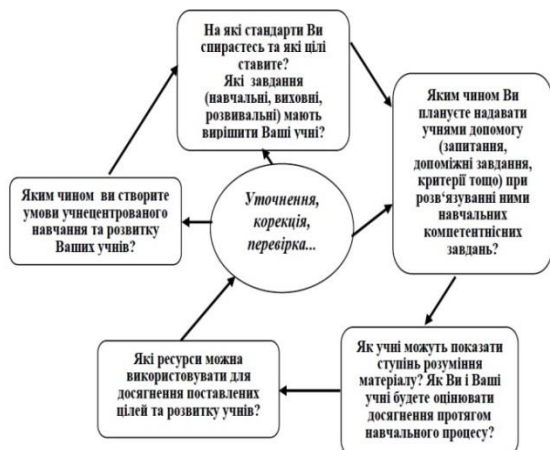 На які стандарти Ви
спираєтесь та які цілі
ставите?
Які завдання
(навчальні, виховні,
розвивальні) мають
вирішити Ваші учні?
Яким чином Ви
плануєте надавати
учнями допомогу
(запитання,
допоміжні завдання,
критерії тощо) при
розв‘язуванні ними
навчальних
компетентнісних
завдань?
Яким чином ви створите
умови учнецентрованого
навчання та розвитку
Ваших учнів?
Уточнення,
корекція,
перевірка...
Які ресурси можна
використовувати для
досягнення поставлених
цілей та розвитку учнів?
Як учні можуть показати
ступінь розуміння
матеріалу? Як Ви і Ваші
учні будете оцінювати
досягнення протягом
навчального процесу?